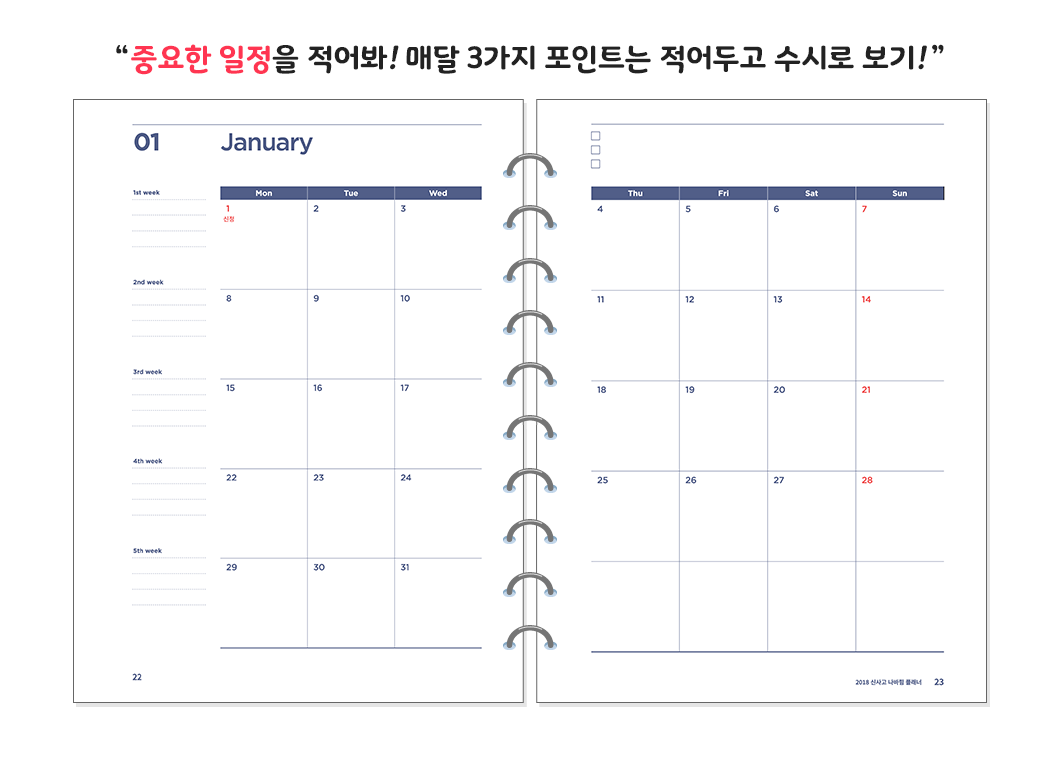 “중요한 일정을 적어봐! 매달 3가지 포인트는 적어두고 수시로 보기!”
01 January
Mon Tue Wed
1st week
1 2 3
신정
2nd week
8 9 10
3rd week
15 16 17
4th week
22 23 24
5th week
29 30 31
22
Thu Fri Sat Sun
4 5 6 7
11 12 13 14
18 19 20 21
25 26 27 28
2018 신사고 나바펌 플래너 23